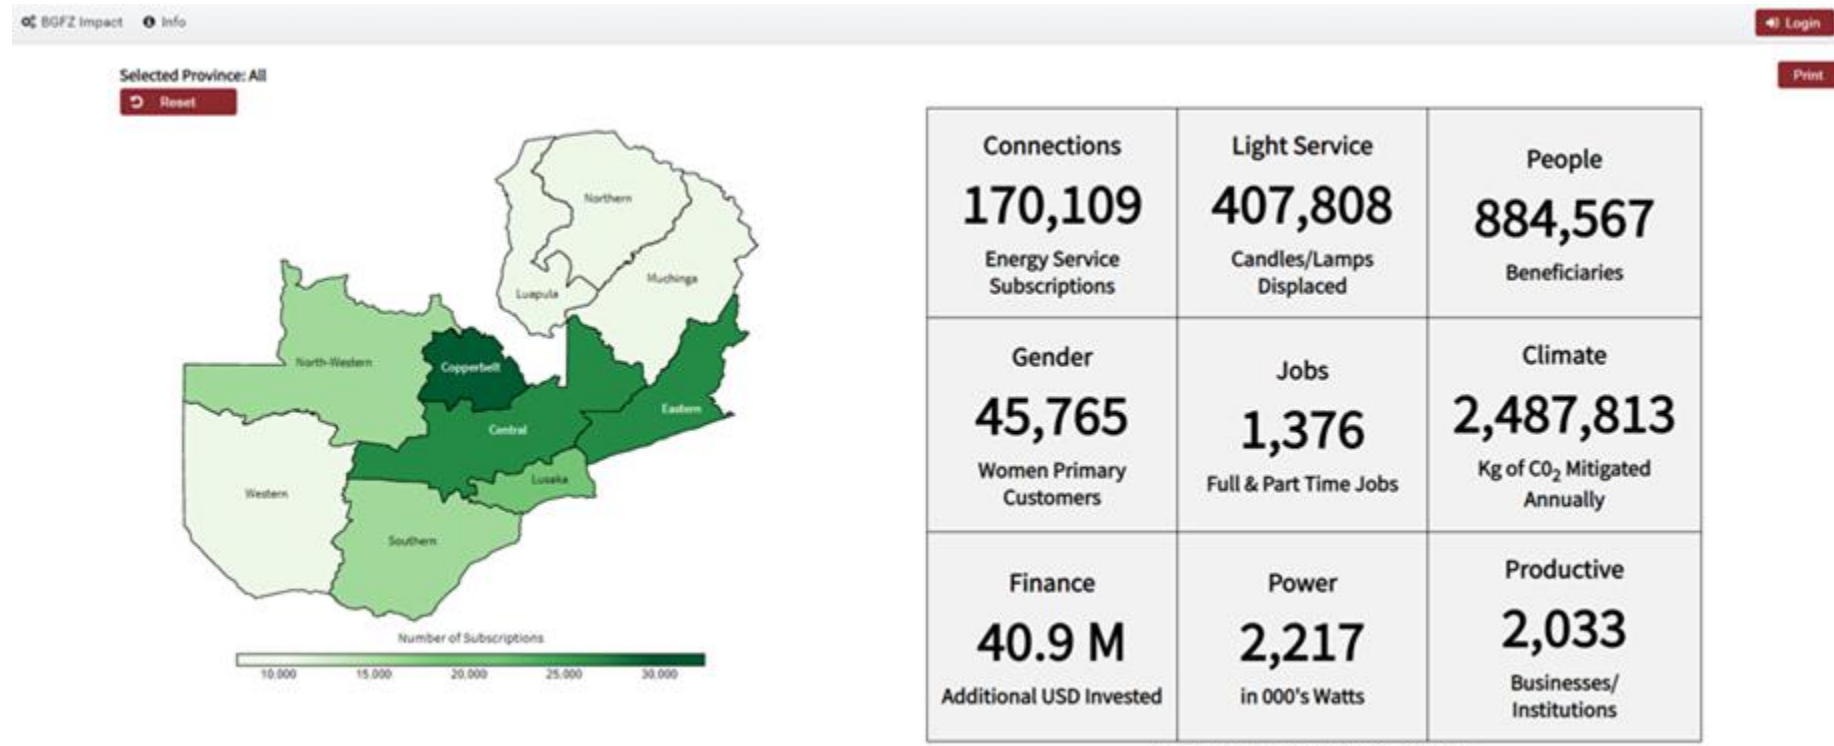 BGFZ Impact Info
Login
Selected Province: All
Reset
Print
Northern
Luapula
Muchinga
North-Western
Copperbelt
Central
Eastern
Lusaka
Western
Southern
Number of Subscriptions
10,000 15,000 20,000 25,000 30,000
Connections
170,109
Energy Service
Subscriptions
Light Service
407,808
Candles/Lamps
Displaced
People
884,567
Beneficiaries
Gender
45,765
Women Primary
Customers
Jobs
1,376
Full & Part Time Jobs
Climate
2,487,813
Kg of C0₂ Mitigated
Annually
Finance
40.9 M
Additional USD Invested
Power
2,217
in 000's Watts
Productive
2,033
Businesses/
Institutions